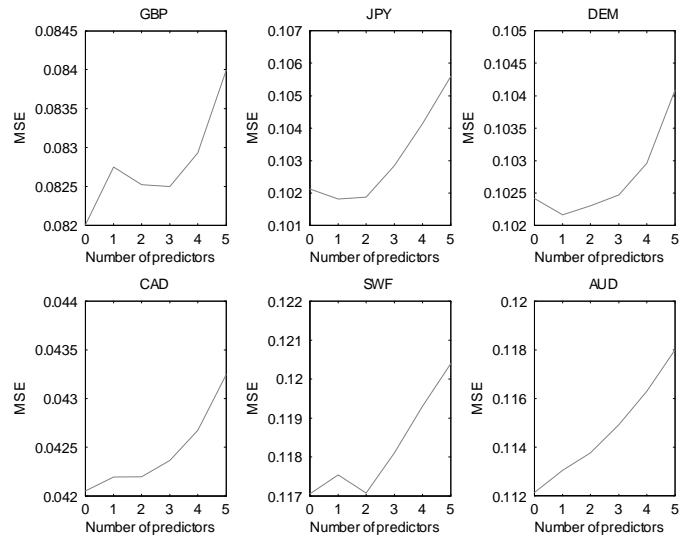 GBP
0.0845
0.084
0.0835
0.083
0.0825
0.082
MSE
0 1 2 3 4 5
Number of predictors
JPY
0.107
0.106
0.105
0.104
0.103
0.102
0.101
MSE
0 1 2 3 4 5
Number of predictors
DEM
0.105
0.1045
0.104
0.1035
0.103
0.1025
0.102
MSE
0 1 2 3 4 5
Number of predictors
CAD
0.044
0.0435
0.043
0.0425
0.042
MSE
0 1 2 3 4 5
Number of predictors
SWF
0.122
0.121
0.12
0.119
0.118
0.117
MSE
0 1 2 3 4 5
Number of predictors
AUD
0.12
0.118
0.116
0.114
0.112
MSE
0 1 2 3 4 5
Number of predictors